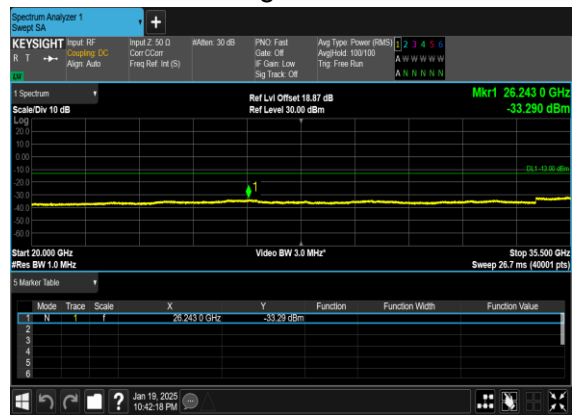 Spectrum Analyzer 1
Swept SA
+
KEYSIGHT Input: RF Input Z: 50 Ω #Atten: 30 dB PNO: Fast Avg Type: Power (RMS) 1 2 3 4 5 6
R T Coupling: DC Corr CCorr Gate: Off Avg|Hold: 100/100 A W W W W W
Align: Auto Freq Ref: Int (S) IF Gain: Low Trig: Free Run
LW Sig Track: Off A N N N N N
1 Spectrum Ref Lvl Offset 18.87 dB Mkr1 26.243 0 GHz
Scale/Div 10 dB Ref Level 30.00 dBm -33.290 dBm
Log
20.0
10.0
0.00
-10.0 DL1 -13.00 dBm
-20.0 1
-30.0
-40.0
-50.0
-60.0
Start 20.000 GHz Video BW 3.0 MHz* Stop 35.500 GHz
#Res BW 1.0 MHz Sweep 26.7 ms (40001 pts)
5 Marker Table
Mode Trace Scale X Y Function Function Width Function Value
1 N 1 f 26.243 0 GHz -33.29 dBm
2
3
4
5
6
? Jan 19, 2025
10:42:18 PM